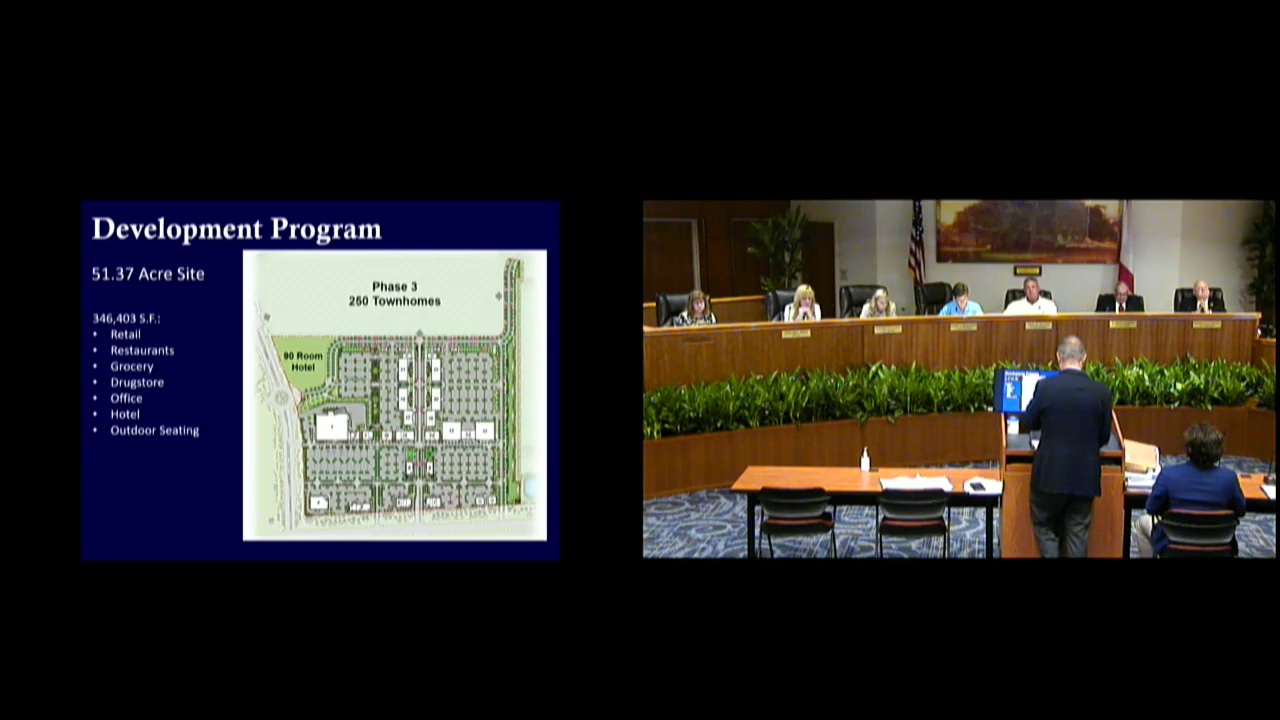 Development Program
51.37 Acre Site
346,403 S.F.:
• Retail
• Restaurants
• Grocery
• Drugstore
• Office
• Hotel
• Outdoor Seating
Phase 3
250 Townhomes
90 Room
Hotel